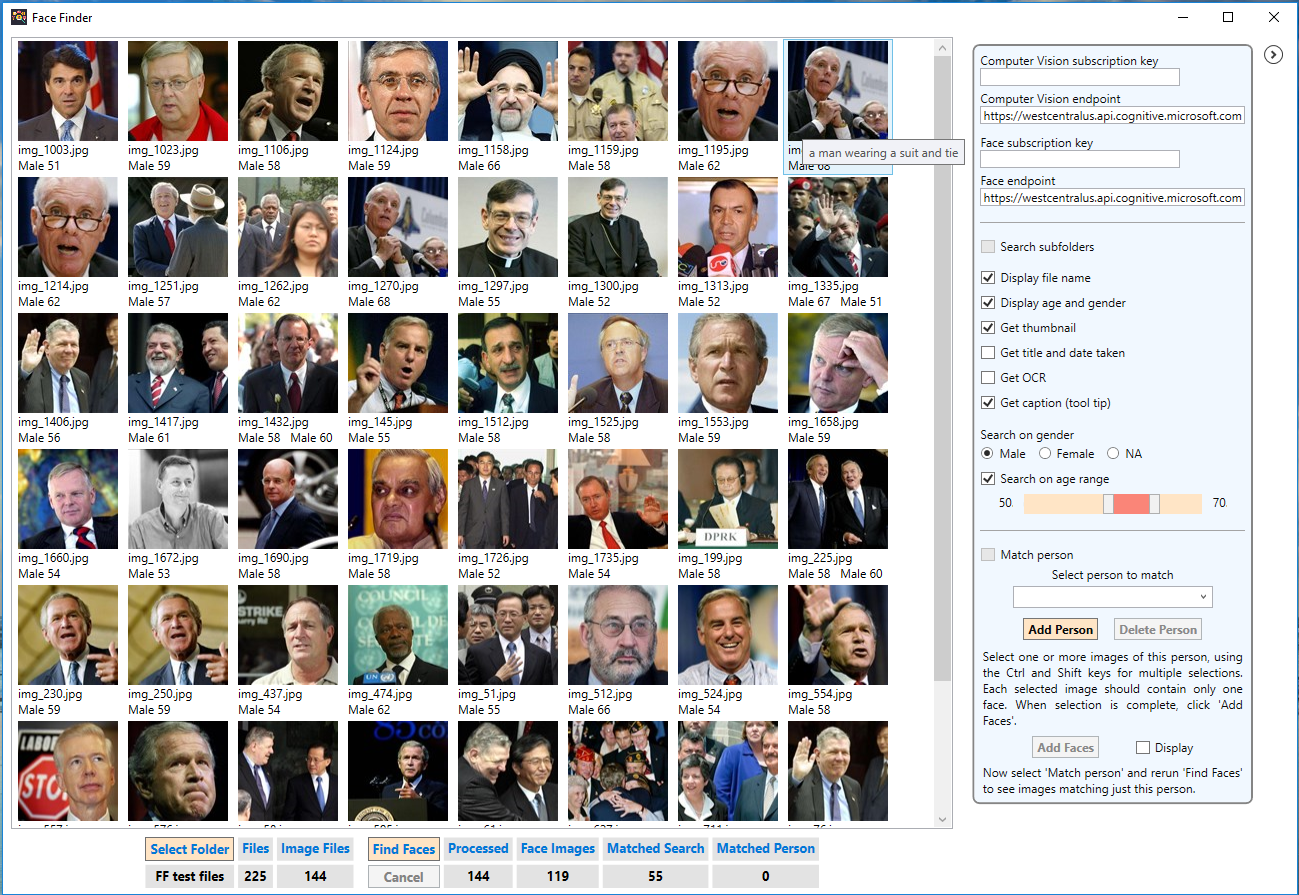 Face Finder
img_1003.jpg img_1023.jpg img_1106.jpg img_1124.jpg img_1158.jpg img_1159.jpg img_1195.jpg
Male 51 Male 59 Male 58 Male 59 Male 66 Male 58 Male 62 Male 68
a man wearing a suit and tie
img_1214.jpg img_1251.jpg img_1262.jpg img_1270.jpg img_1297.jpg img_1300.jpg img_1313.jpg img_1335.jpg
Male 62 Male 57 Male 62 Male 68 Male 55 Male 52 Male 52 Male 67 Male 51
img_1406.jpg img_1417.jpg img_1432.jpg img_145.jpg img_1512.jpg img_1525.jpg img_1553.jpg img_1658.jpg
Male 56 Male 61 Male 58 Male 60 Male 55 Male 58 Male 58 Male 59 Male 59
DPRK
img_1660.jpg img_1672.jpg img_1690.jpg img_1719.jpg img_1726.jpg img_1735.jpg img_199.jpg img_225.jpg
Male 54 Male 53 Male 58 Male 58 Male 52 Male 54 Male 58 Male 58 Male 60
STRIKE
COUNCIL
UN
img_230.jpg img_250.jpg img_437.jpg img_474.jpg img_51.jpg img_512.jpg img_524.jpg img_554.jpg
Male 59 Male 59 Male 54 Male 62 Male 55 Male 66 Male 54 Male 58
LABOR
STOP
Computer Vision subscription key
Computer Vision endpoint
https://westcentralus.api.cognitive.microsoft.com
Face subscription key
Face endpoint
https://westcentralus.api.cognitive.microsoft.com
Search subfolders
Display file name
Display age and gender
Get thumbnail
Get title and date taken
Get OCR
Get caption (tool tip)
Search on gender
Male Female NA
Search on age range
50 70
Match person
Select person to match
Add Person Delete Person
Select one or more images of this person, using
the Ctrl and Shift keys for multiple selections.
Each selected image should contain only one
face. When selection is complete, click 'Add
Faces'.
Add Faces Display
Now select 'Match person' and rerun 'Find Faces'
to see images matching just this person.
Select Folder Files Image Files Find Faces Processed Face Images Matched Search Matched Person
FF test files 225 144 Cancel 144 119 55 0